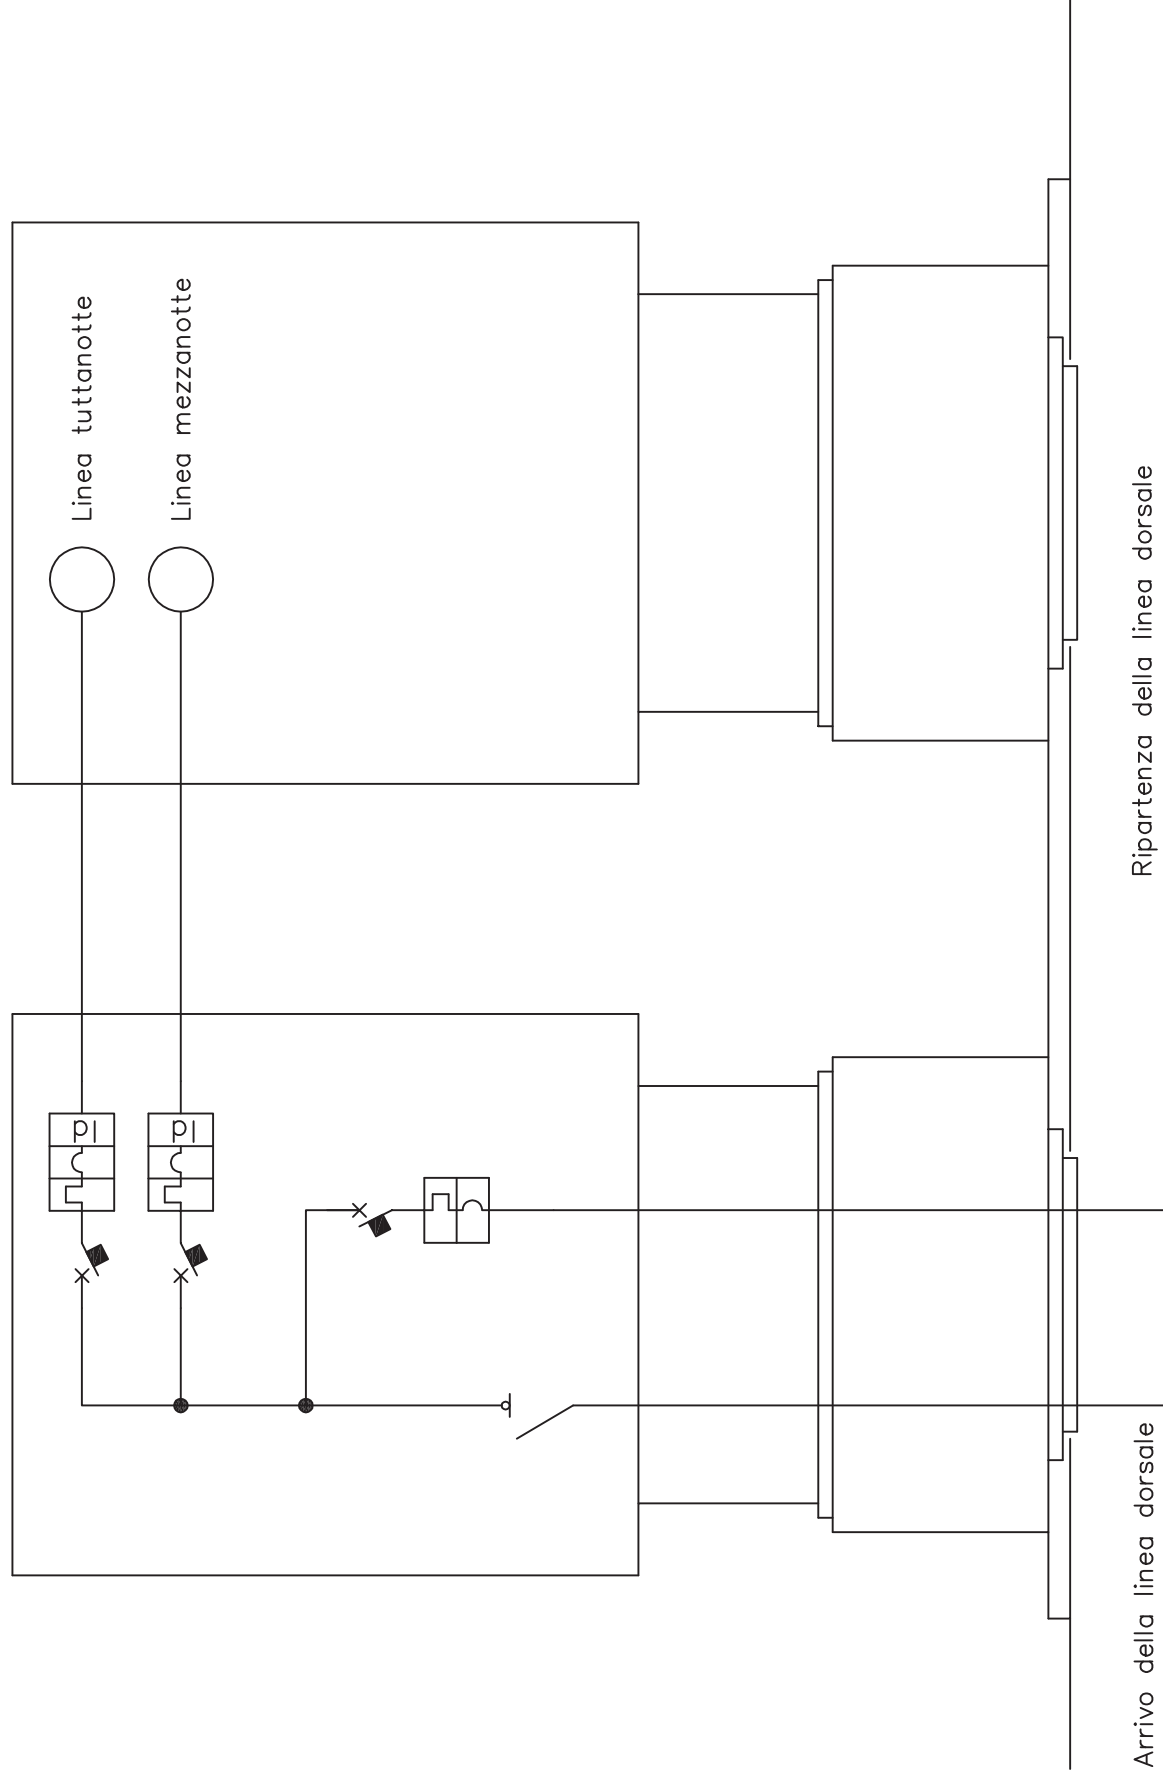 Linea tuttanotte
Linea mezzanotte
Id
Id
Arrivo della linea dorsale
Ripartenza della linea dorsale